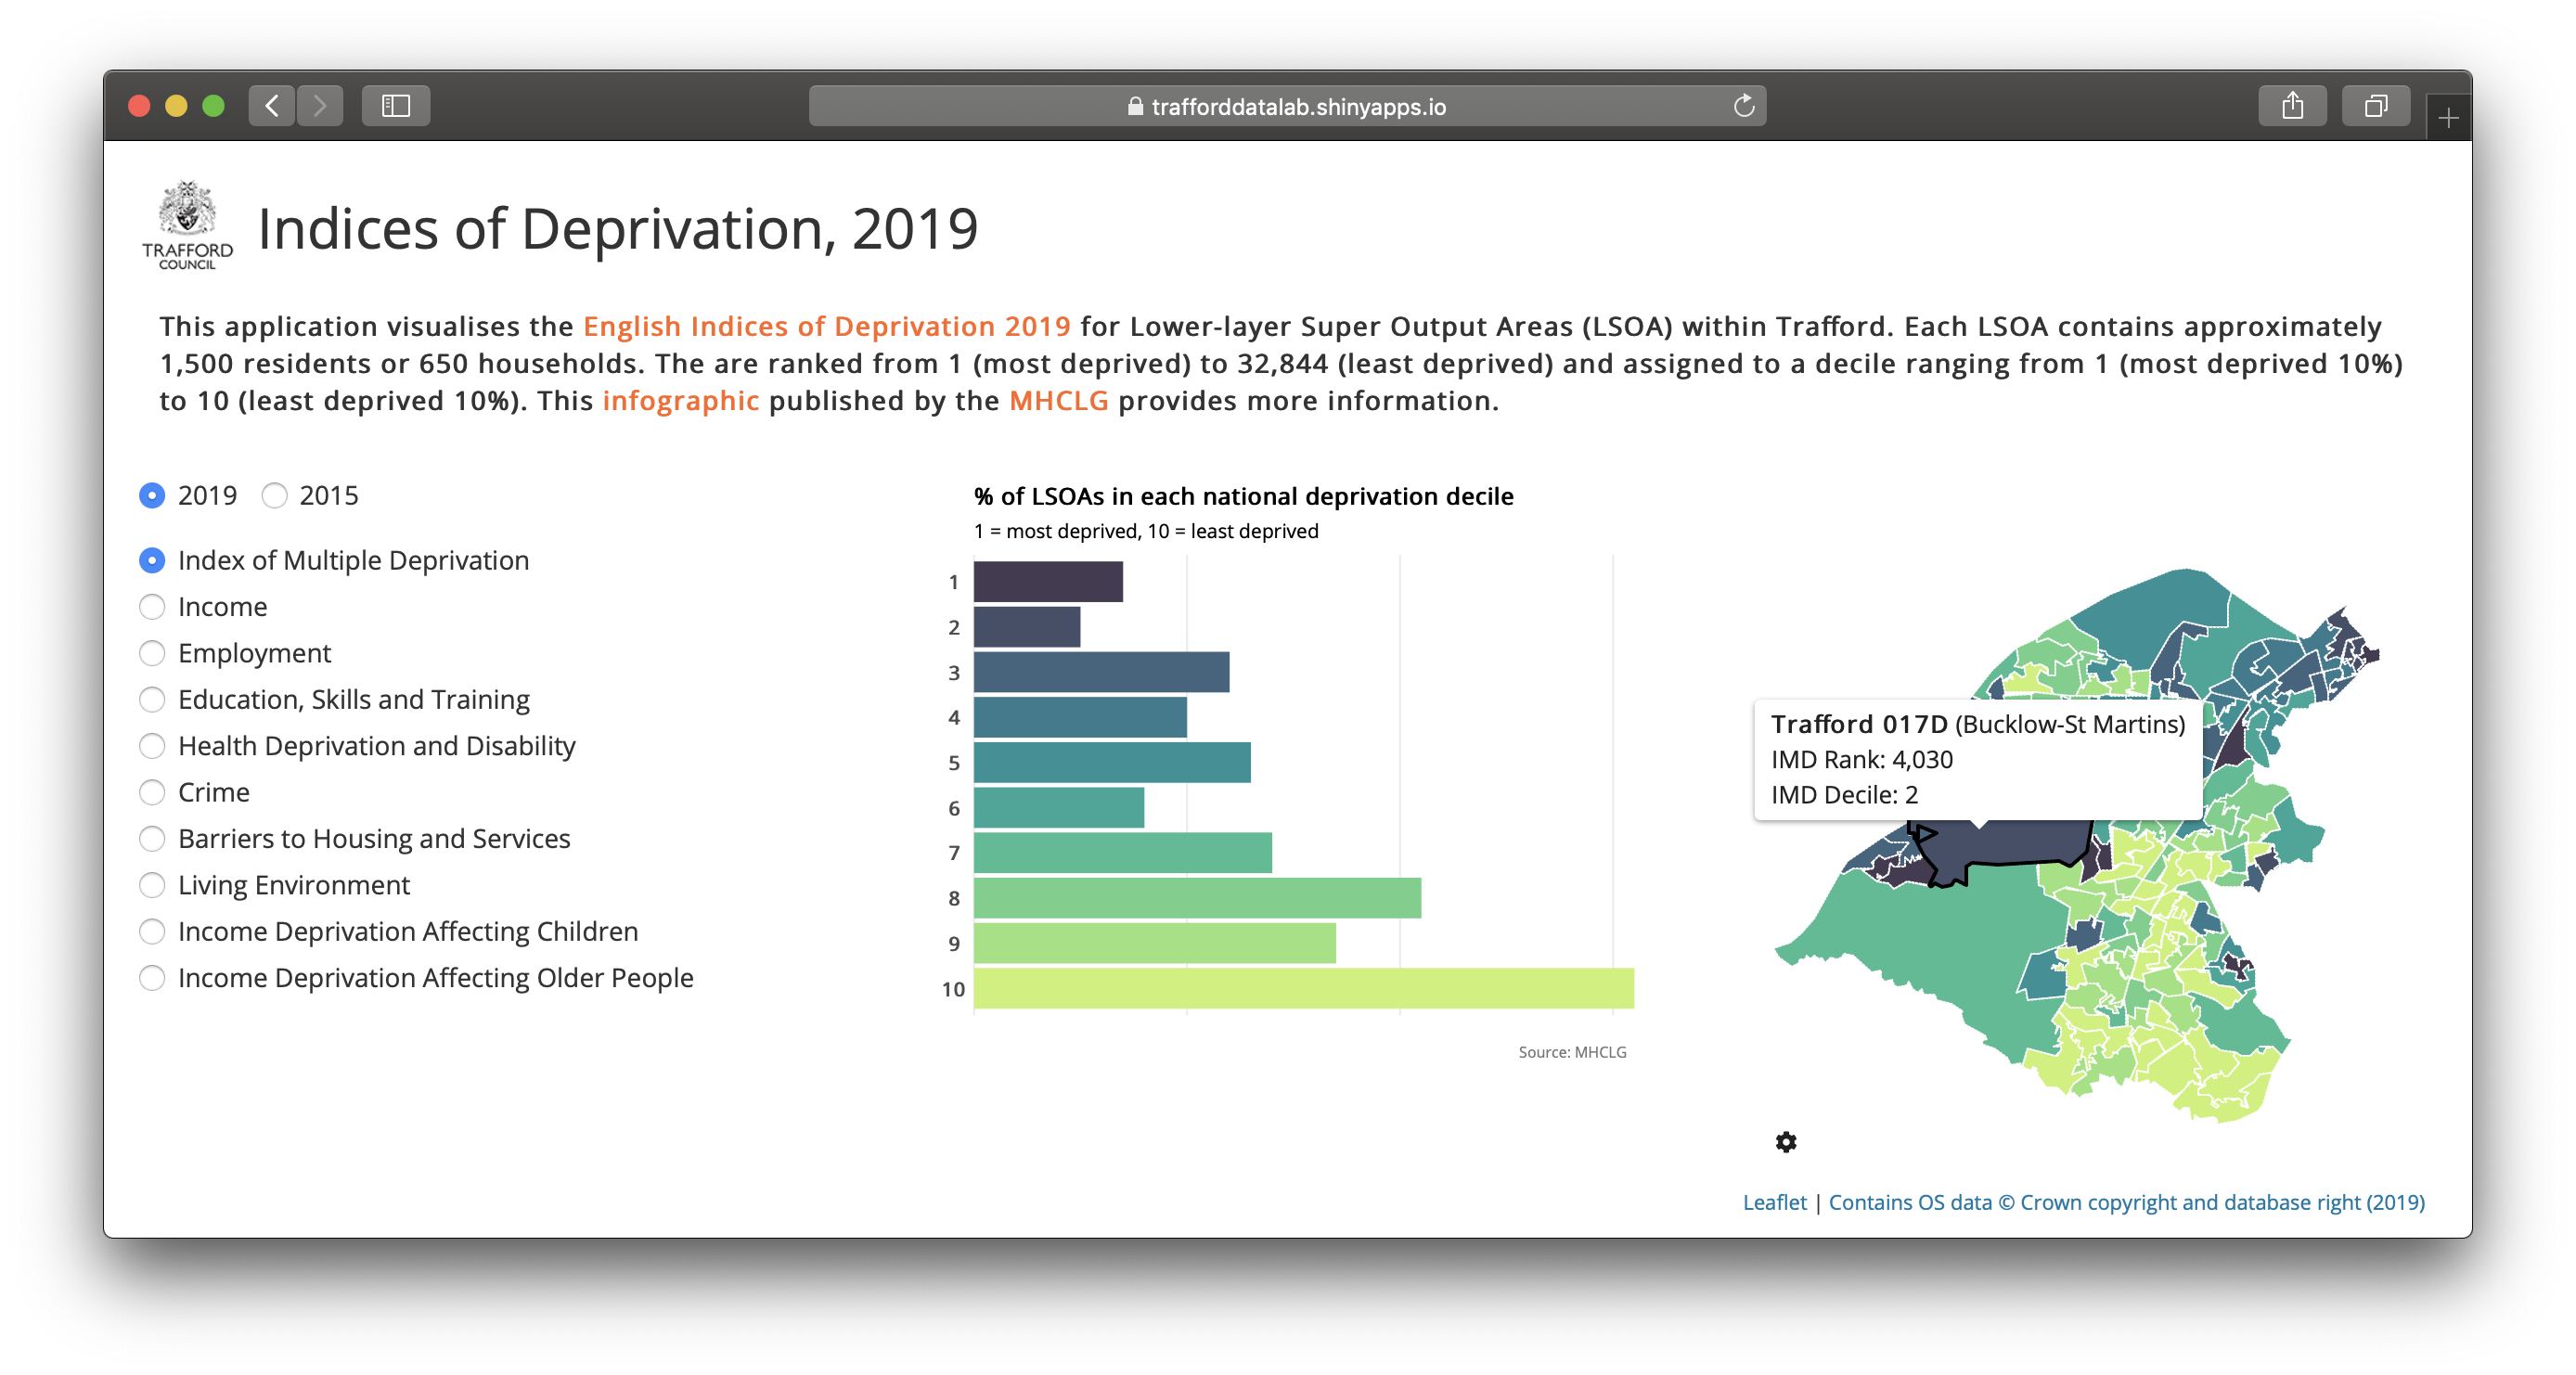 trafforddatalab.shinyapps.io
TRAFFORD
COUNCIL
Indices of Deprivation, 2019
This application visualises the English Indices of Deprivation 2019 for Lower-layer Super Output Areas (LSOA) within Trafford. Each LSOA contains approximately
1,500 residents or 650 households. The are ranked from 1 (most deprived) to 32,844 (least deprived) and assigned to a decile ranging from 1 (most deprived 10%)
to 10 (least deprived 10%). This infographic published by the MHCLG provides more information.
2019 2015
Index of Multiple Deprivation
Income
Employment
Education, Skills and Training
Health Deprivation and Disability
Crime
Barriers to Housing and Services
Living Environment
Income Deprivation Affecting Children
Income Deprivation Affecting Older People
% of LSOAs in each national deprivation decile
1 = most deprived, 10 = least deprived
1
2
3
4
5
6
7
8
9
10
Source: MHCLG
Trafford 017D (Bucklow-St Martins)
IMD Rank: 4,030
IMD Decile: 2
Leaflet | Contains OS data © Crown copyright and database right (2019)